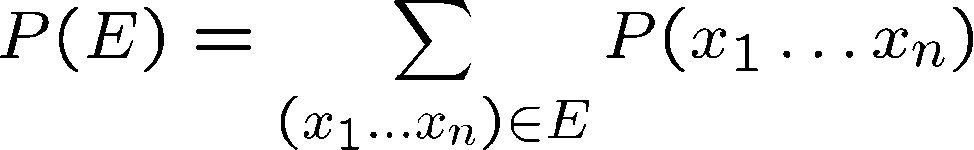 P(E) = ∑ P(x₁ … xₙ)
(x₁…xₙ)∈E